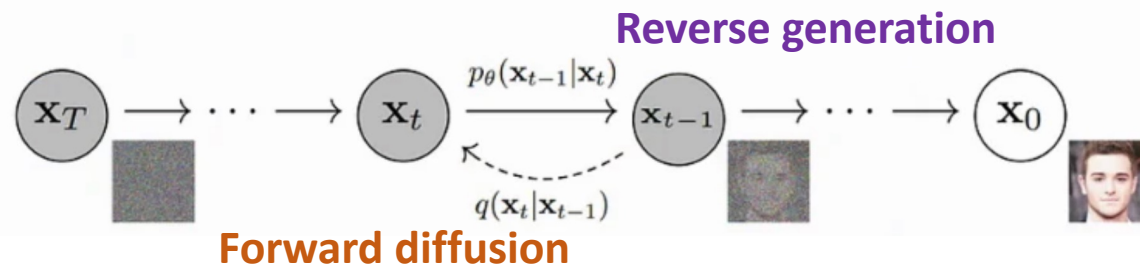 Reverse generation
p_θ(x_{t-1}|x_t)
x_T → ⋯ → x_t → x_{t-1} → ⋯ → x_0
q(x_t|x_{t-1})
Forward diffusion